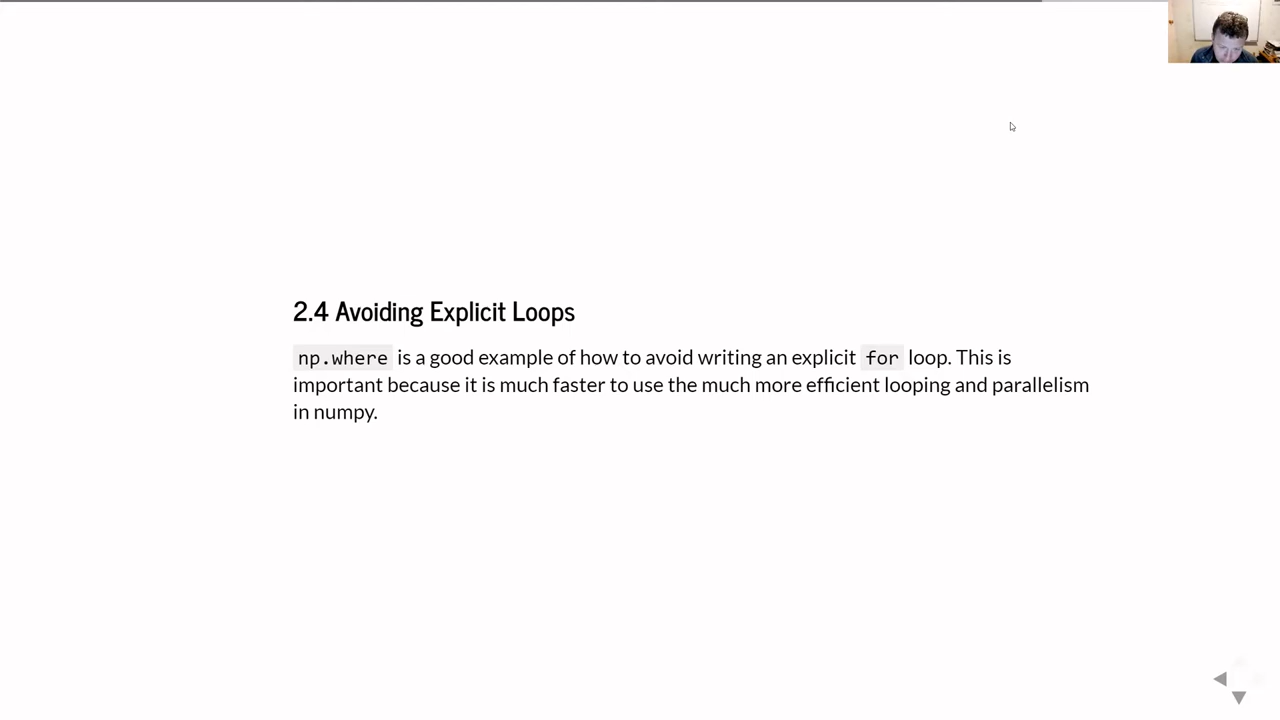 2.4 Avoiding Explicit Loops
np.where is a good example of how to avoid writing an explicit for loop. This is
important because it is much faster to use the much more efficient looping and parallelism
in numpy.